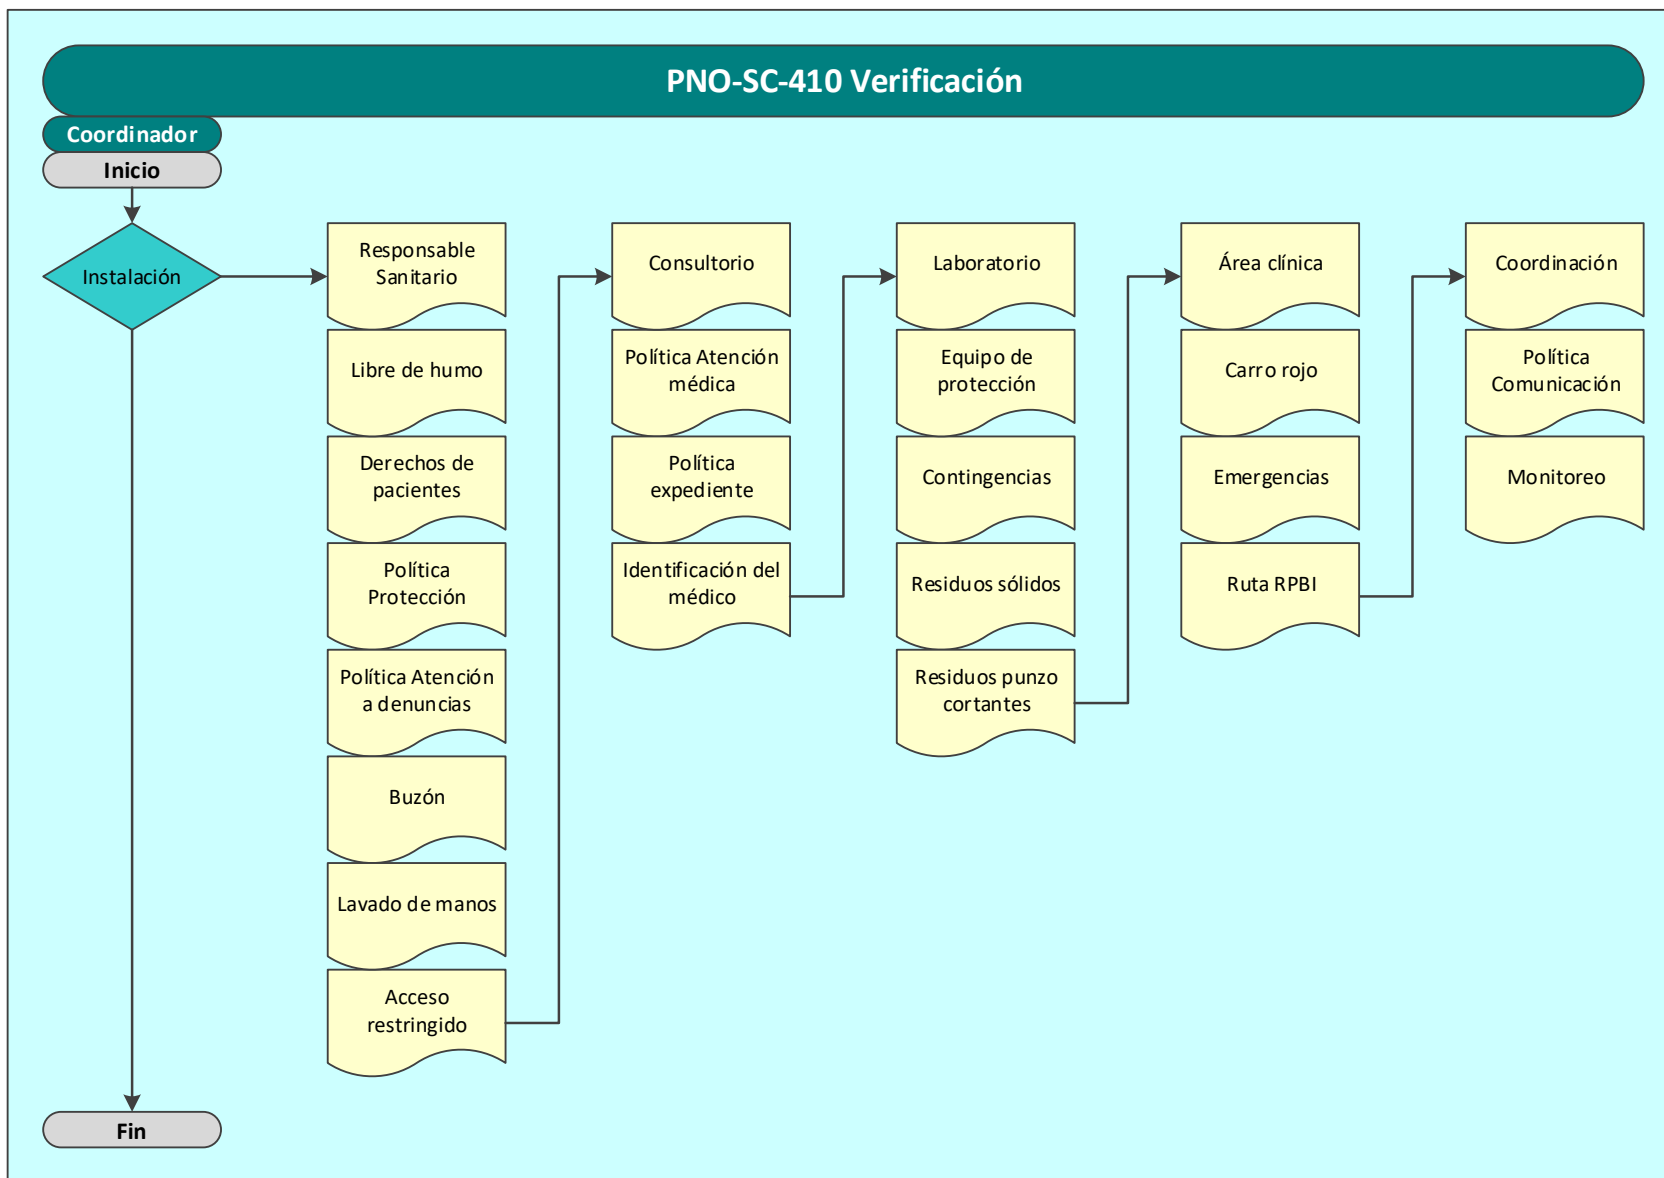 PNO-SC-410 Verificación
Coordinador
Inicio
Instalación
Responsable
Sanitario
Libre de humo
Derechos de
pacientes
Política
Protección
Política Atención
a denuncias
Buzón
Lavado de manos
Acceso
restringido
Consultorio
Política Atención
médica
Política
expediente
Identificación del
médico
Laboratorio
Equipo de
protección
Contingencias
Residuos sólidos
Residuos punzo
cortantes
Área clínica
Carro rojo
Emergencias
Ruta RPBI
Coordinación
Política
Comunicación
Monitoreo
Fin